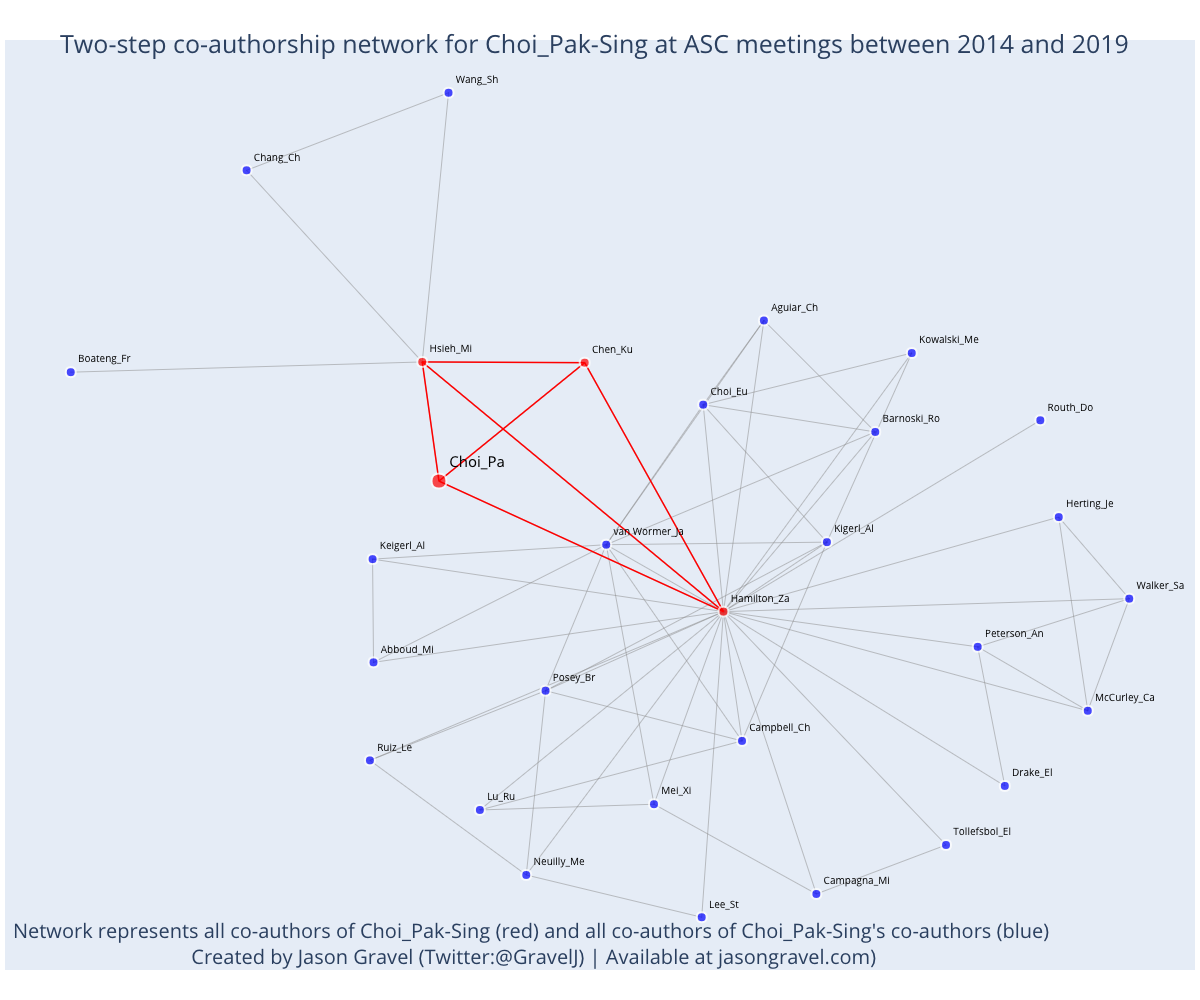 Two-step co-authorship network for Choi_Pak-Sing at ASC meetings between 2014 and 2019
Wang_Sh
Chang_Ch
Aguiar_Ch
Kowalski_Me
Hsieh_Mi
Chen_Ku
Boateng_Fr
Choi_Eu
Routh_Do
Barnoski_Ro
Choi_Pa
Herting_Je
Kigerl_Al
van Wormer_Ja
Keigerl_Al
Walker_Sa
Hamilton_Za
Peterson_An
Abboud_Mi
Posey_Br
McCurley_Ca
Campbell_Ch
Ruiz_Le
Drake_El
Mei_Xi
Lu_Ru
Tollefsbol_El
Neuilly_Me
Campagna_Mi
Lee_St
Network represents all co-authors of Choi_Pak-Sing (red) and all co-authors of Choi_Pak-Sing's co-authors (blue)
Created by Jason Gravel (Twitter:@GravelJ) | Available at jasongravel.com)